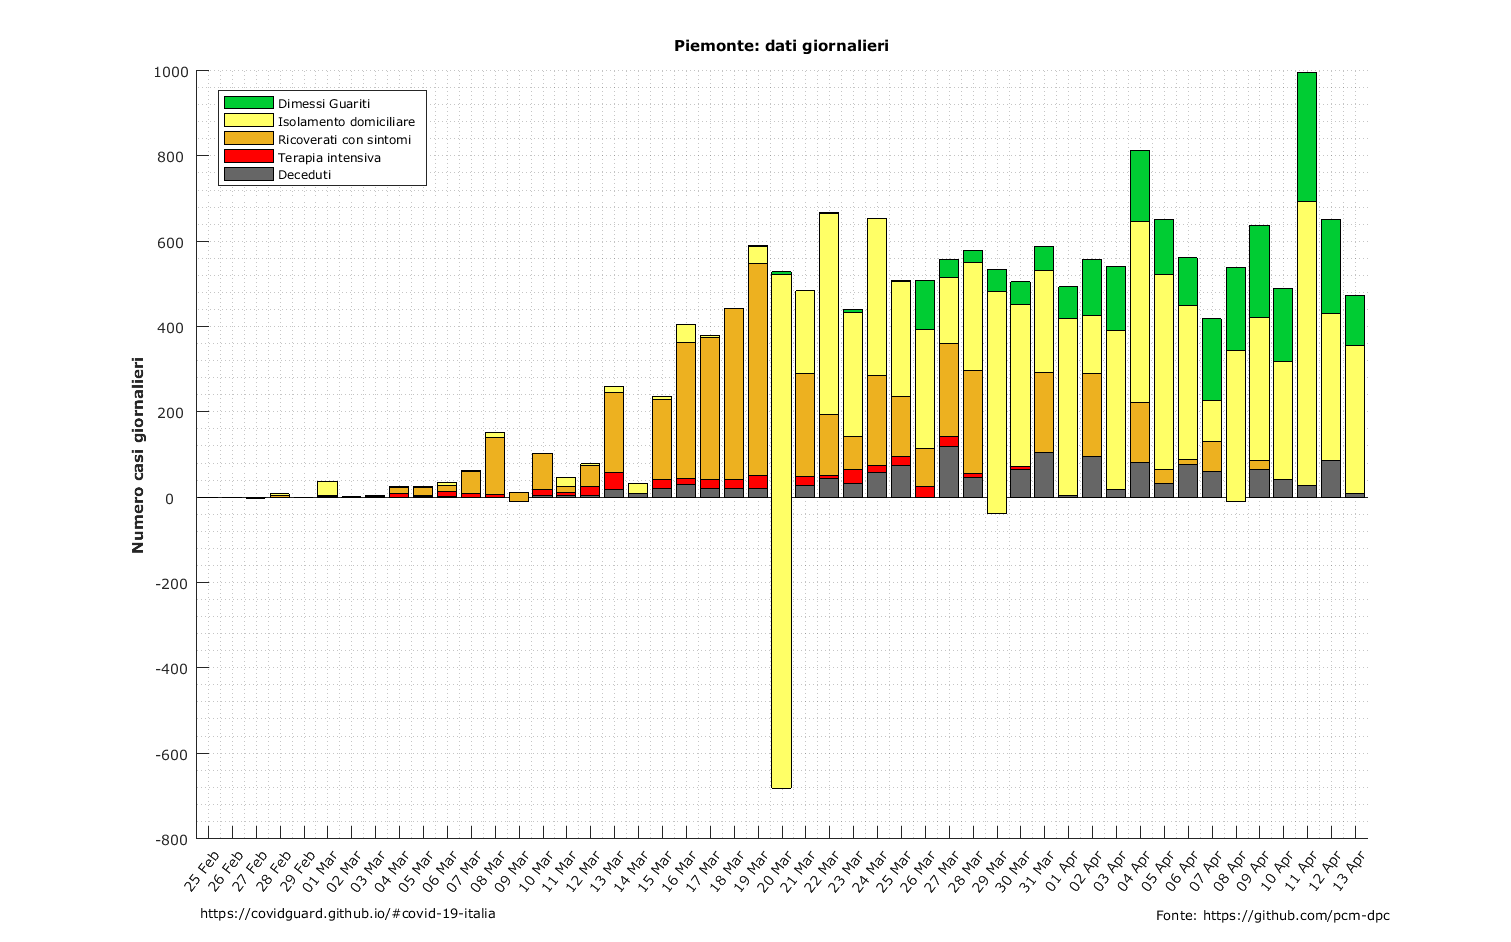 Piemonte: dati giornalieri
1000
800
600
400
200
0
-200
-400
-600
-800
Numero casi giornalieri
Dimessi Guariti
Isolamento domiciliare
Ricoverati con sintomi
Terapia intensiva
Deceduti
25 Feb
26 Feb
27 Feb
28 Feb
29 Feb
01 Mar
02 Mar
03 Mar
04 Mar
05 Mar
06 Mar
07 Mar
08 Mar
09 Mar
10 Mar
11 Mar
12 Mar
13 Mar
14 Mar
15 Mar
16 Mar
17 Mar
18 Mar
19 Mar
20 Mar
21 Mar
22 Mar
23 Mar
24 Mar
25 Mar
26 Mar
27 Mar
28 Mar
29 Mar
30 Mar
31 Mar
01 Apr
02 Apr
03 Apr
04 Apr
05 Apr
06 Apr
07 Apr
08 Apr
09 Apr
10 Apr
11 Apr
12 Apr
13 Apr
https://covidguard.github.io/#covid-19-italia
Fonte: https://github.com/pcm-dpc